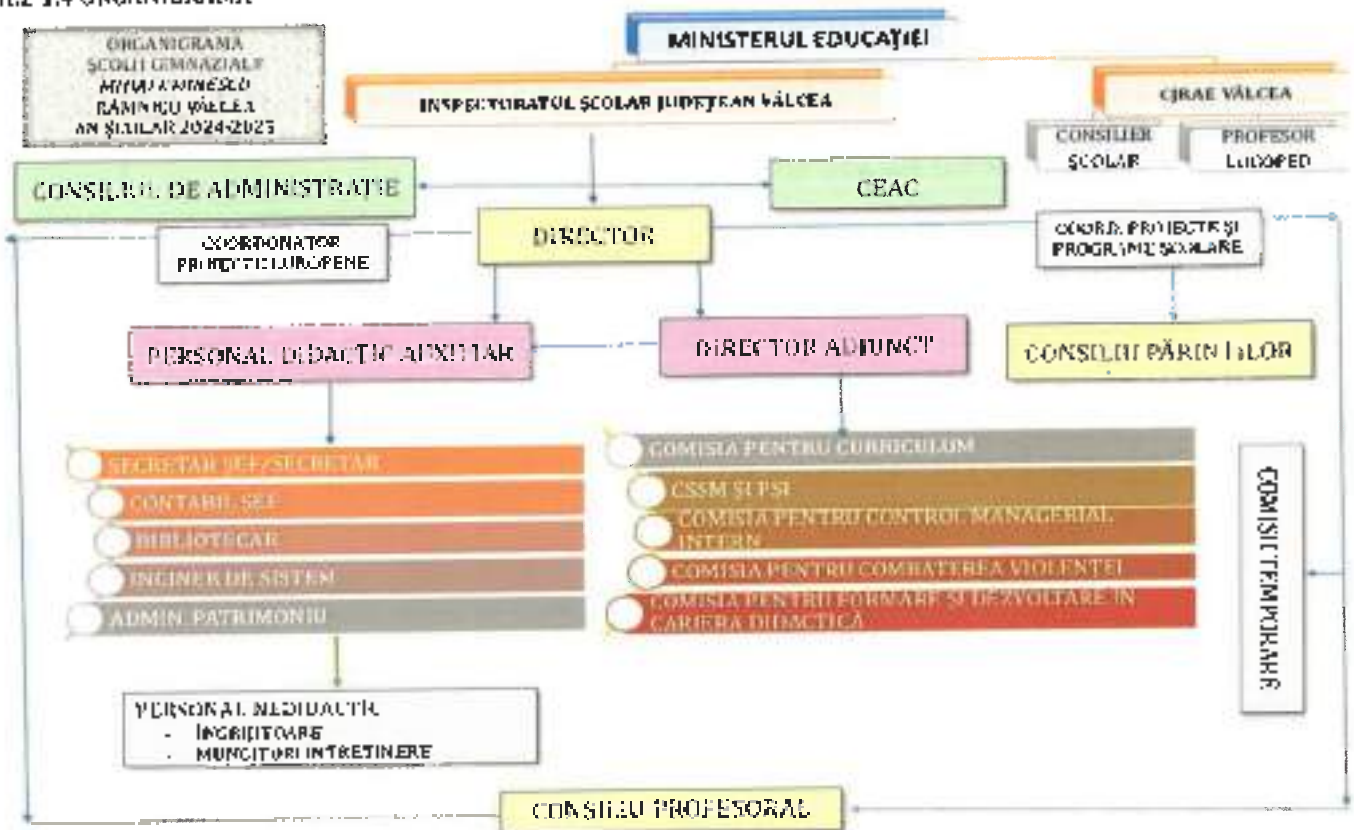 ORGANIGRAMA
ȘCOLII GIMNAZIALE
MIHAI EMINESCU
RÂMNICU VÂLCEA
AN ȘCOLAR 2024-2025
MINISTERUL EDUCAȚIEI
INSPECTORATUL ȘCOLAR JUDEȚEAN VÂLCEA
CJRAE VÂLCEA
CONSILIER
ȘCOLAR
PROFESOR
LOGOPED
CONSILIUL DE ADMINISTRAȚIE
CEAC
DIRECTOR
COORDONATOR
PROIECTE EUROPENE
COORD. PROIECTE ȘI
PROGRAME ȘCOLARE
PERSONAL DIDACTIC AUXILIAR
DIRECTOR ADJUNCT
CONSILIU PĂRINȚILOR
SECRETAR ȘEF/SECRETAR
CONTABIL ȘEF
BIBLIOTECAR
INGINER DE SISTEM
ADMIN. PATRIMONIU
COMISIA PENTRU CURRICULUM
CSSM ȘI PSI
COMISIA PENTRU CONTROL MANAGERIAL
INTERN
COMISIA PENTRU COMBATEREA VIOLENȚEI
COMISIA PENTRU FORMARE ȘI DEZVOLTARE ÎN
CARIERA DIDACTICĂ
COMISII TEMPORARE
PERSONAL NEDIDACTIC
- ÎNGRIJITOARE
- MUNCITORI INTRETINERE
CONSILIU PROFESORAL